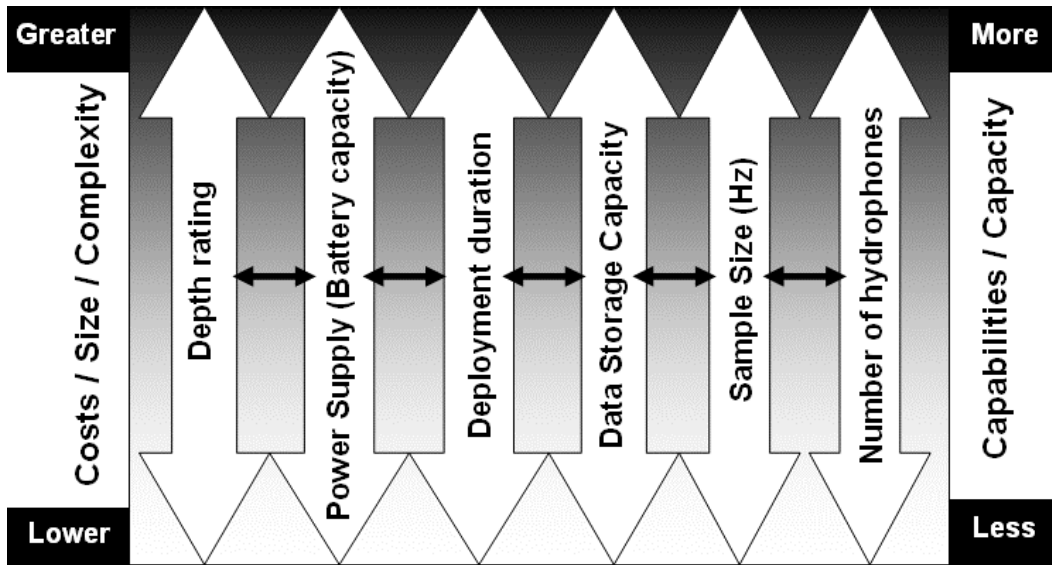 Greater
Costs / Size / Complexity
Lower
Depth rating
Power Supply (Battery capacity)
Deployment duration
Data Storage Capacity
Sample Size (Hz)
Number of hydrophones
More
Capabilities / Capacity
Less